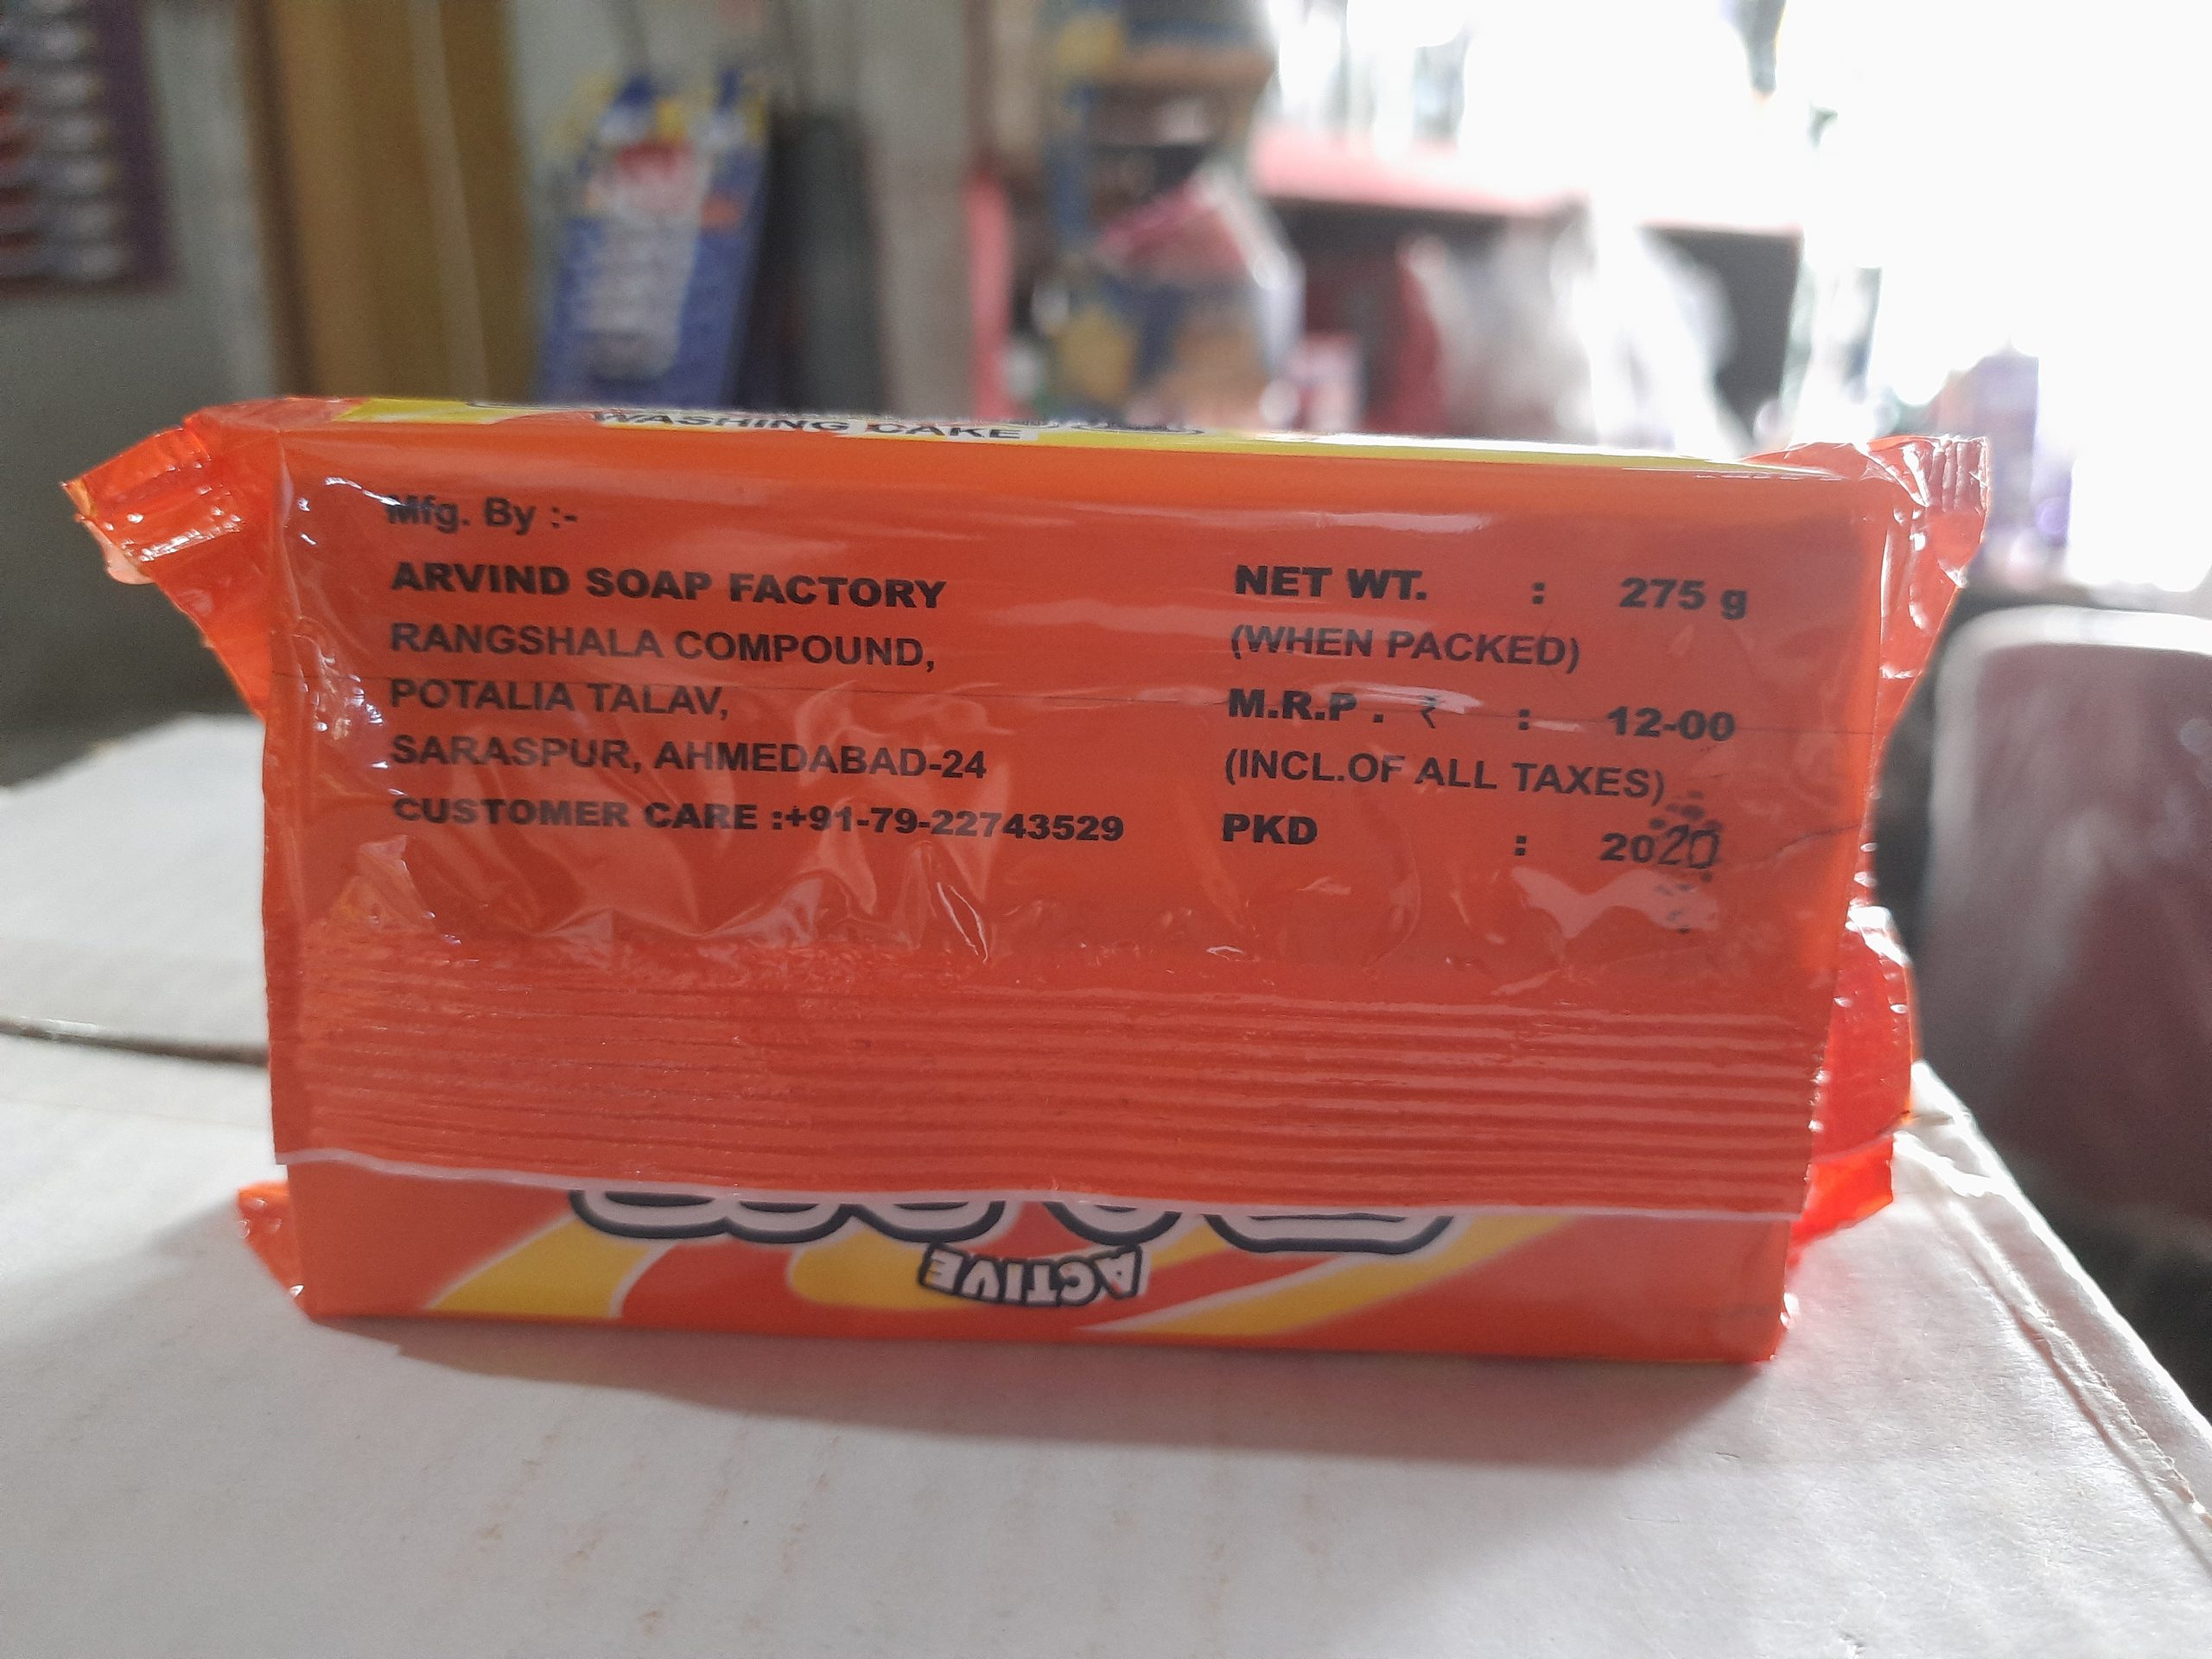 WASHING CAKE
Mfg. By :-
ARVIND SOAP FACTORY
RANGSHALA COMPOUND,
POTALIA TALAV,
SARASPUR, AHMEDABAD-24
CUSTOMER CARE :+91-79-22743529
NET WT. : 275 g
(WHEN PACKED)
M.R.P. ₹ : 12-00
(INCL.OF ALL TAXES)
PKD : 2020
ACTIVE